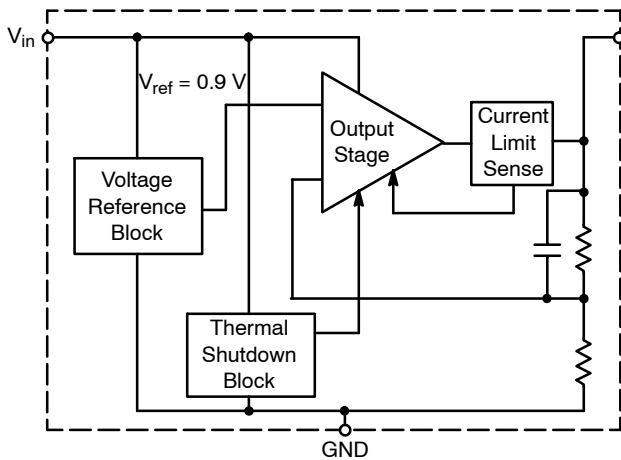 Vin
Vref = 0.9 V
Output
Stage
Current
Limit
Sense
Voltage
Reference
Block
Thermal
Shutdown
Block
GND